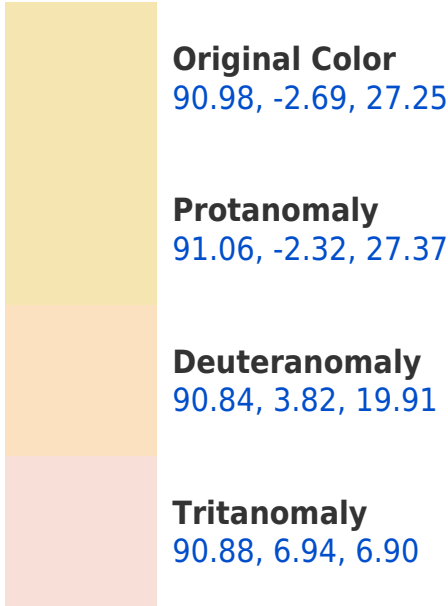 Original Color
90.98, -2.69, 27.25
Protanomaly
91.06, -2.32, 27.37
Deuteranomaly
90.84, 3.82, 19.91
Tritanomaly
90.88, 6.94, 6.90